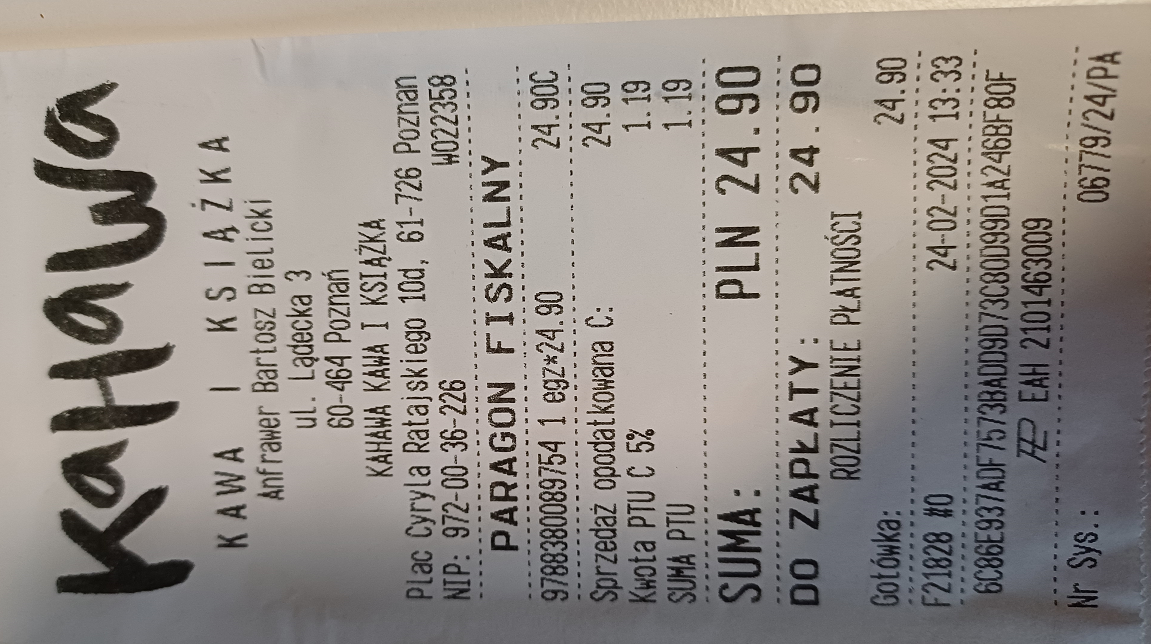 KaHaWa
KAWA I KSIĄŻKA
Anfrawer Bartosz Bielicki
ul. Lądecka 3
60-464 Poznań
KAHAWA KAWA I KSIĄŻKA
Plac Cyryla Ratajskiego 10d, 61-726 Poznan
NIP: 972-00-36-226 W022358
PARAGON FISKALNY
9788380089754 1 egz*24.90 24.90C
Sprzedaż opodatkowana C: 24.90
Kwota PTU C 5% 1.19
SUMA PTU 1.19
SUMA: PLN 24.90
DO ZAPŁATY: 24.90
ROZLICZENIE PŁATNOŚCI
Gotówka: 24.90
F21828 #0 24-02-2024 13:33
6C86E937ADF7573BADD9D73C80D99D1A246BF80F
EAH 2101463009
Nr Sys.: 06779/24/PA